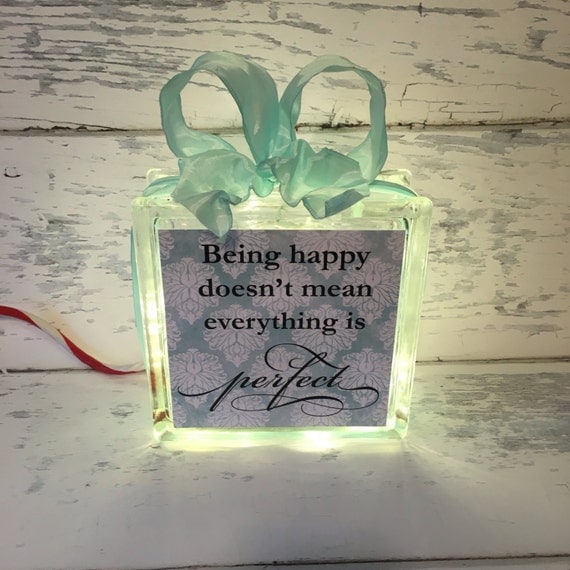 Being happy
doesn't mean
everything is
perfect